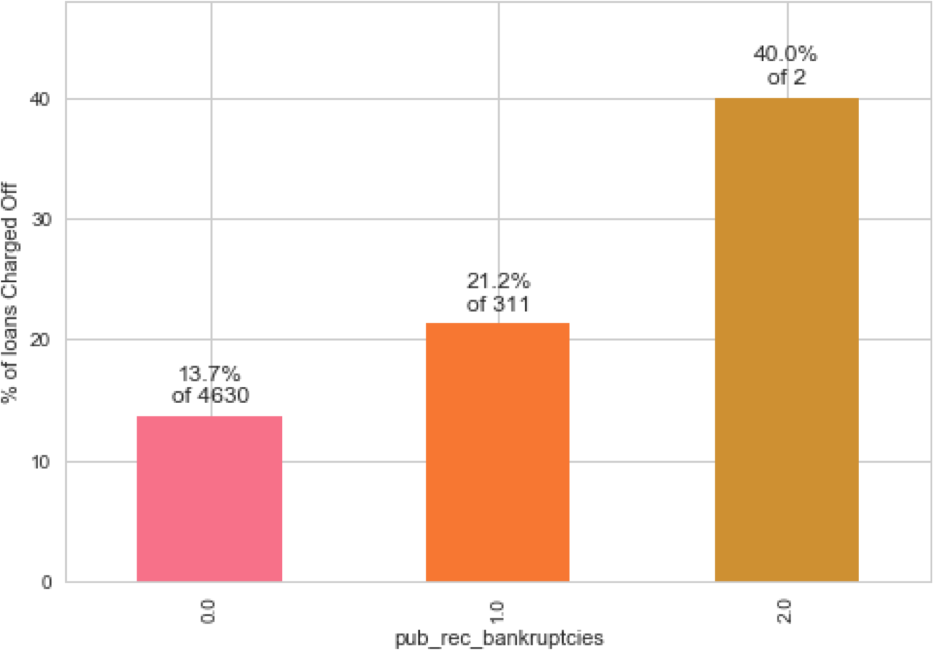 40.0%
of 2
40
% of loans Charged Off
30
21.2%
of 311
20
13.7%
of 4630
10
0
0.0
1.0
2.0
pub_rec_bankruptcies